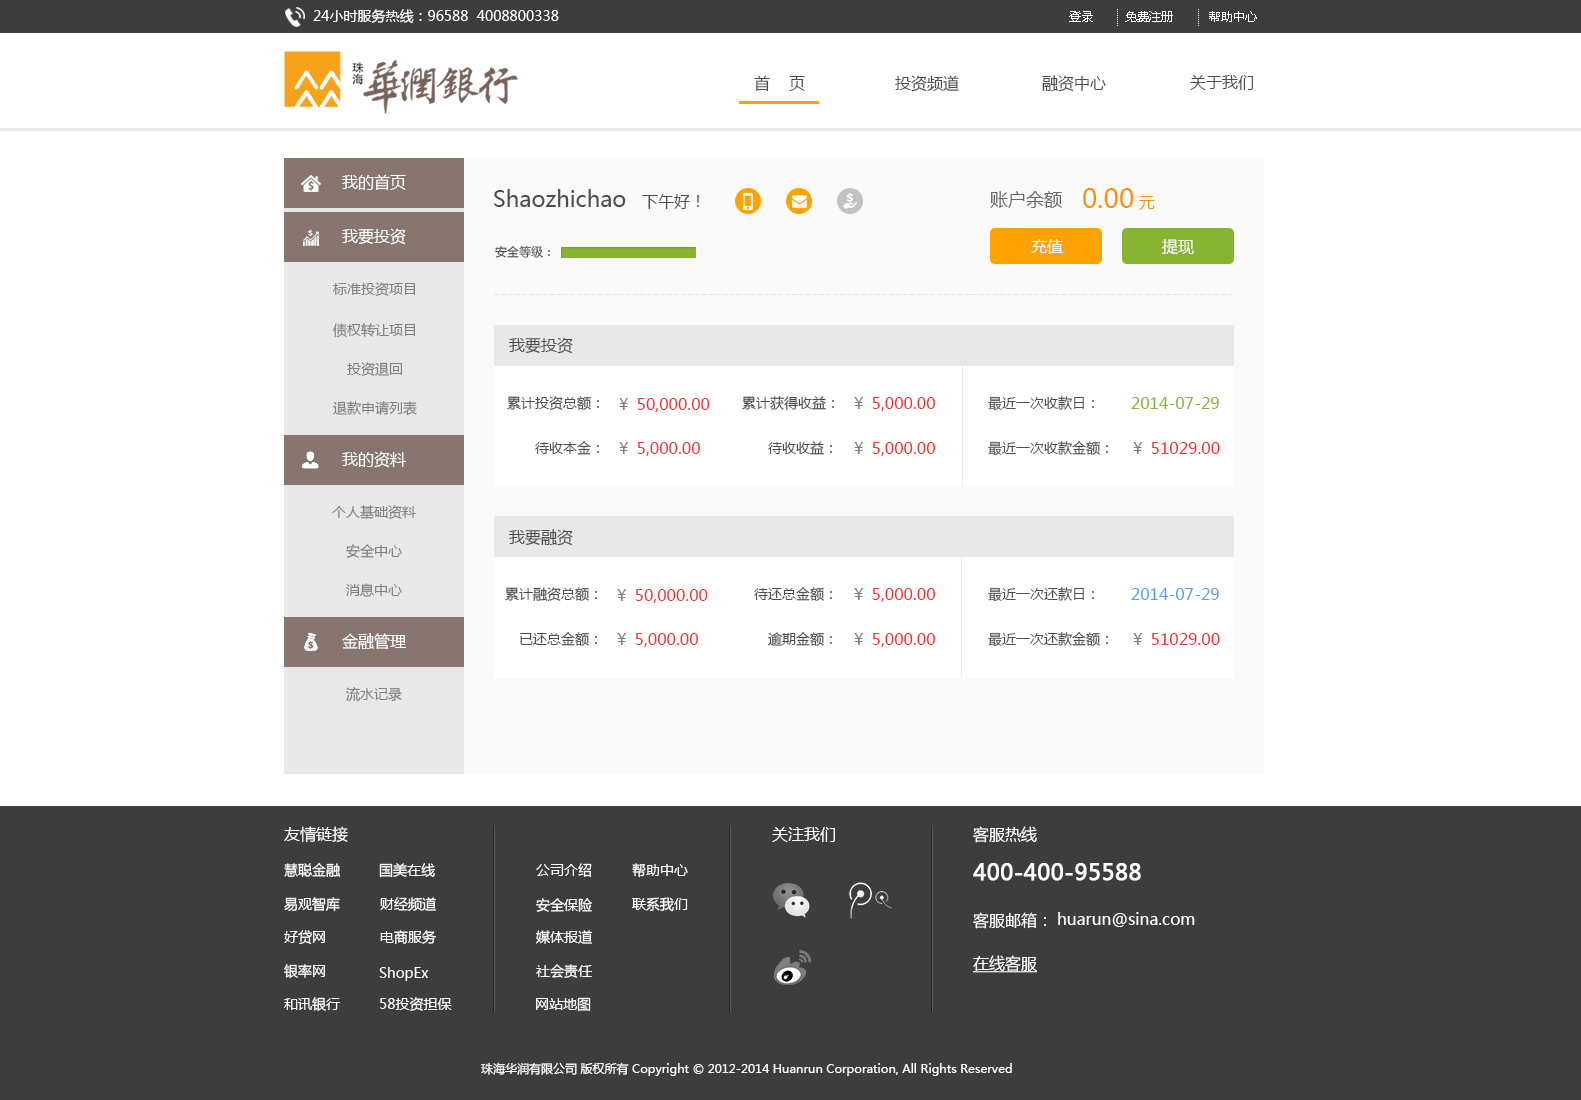 24小时服务热线：96588  4008800338
登录
免费注册
帮助中心
珠海
華潤銀行
首 页
投资频道
融资中心
关于我们
我的首页
我要投资
标准投资项目
债权转让项目
投资退回
退款申请列表
我的资料
个人基础资料
安全中心
消息中心
金融管理
流水记录
Shaozhichao 下午好！
安全等级：
账户余额 0.00 元
充值
提现
我要投资
累计投资总额： ¥ 50,000.00
累计获得收益： ¥ 5,000.00
最近一次收款日： 2014-07-29
待收本金： ¥ 5,000.00
待收收益： ¥ 5,000.00
最近一次收款金额： ¥ 51029.00
我要融资
累计融资总额： ¥ 50,000.00
待还总金额： ¥ 5,000.00
最近一次还款日： 2014-07-29
已还总金额： ¥ 5,000.00
逾期金额： ¥ 5,000.00
最近一次还款金额： ¥ 51029.00
友情链接
慧聪金融
国美在线
易观智库
财经频道
好贷网
电商服务
银率网
ShopEx
和讯银行
58投资担保
公司介绍
帮助中心
安全保险
联系我们
媒体报道
社会责任
网站地图
关注我们
客服热线
400-400-95588
客服邮箱： huarun@sina.com
在线客服
珠海华润有限公司 版权所有 Copyright © 2012-2014 Huanrun Corporation, All Rights Reserved